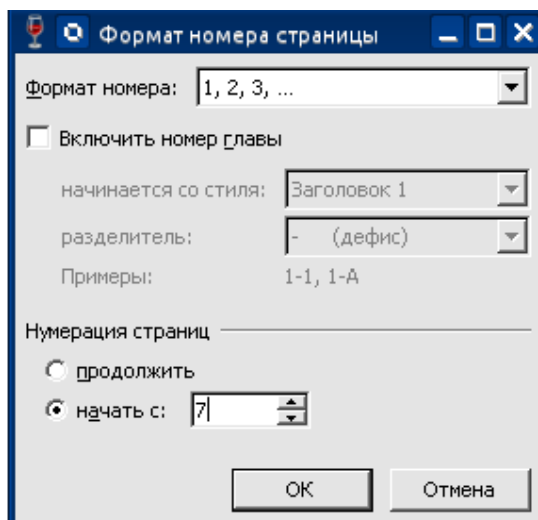 Формат номера страницы
Формат номера: 1, 2, 3, ...
Включить номер главы
начинается со стиля: Заголовок 1
разделитель: - (дефис)
Примеры: 1-1, 1-A
Нумерация страниц
продолжить
начать с: 7
ОК Отмена